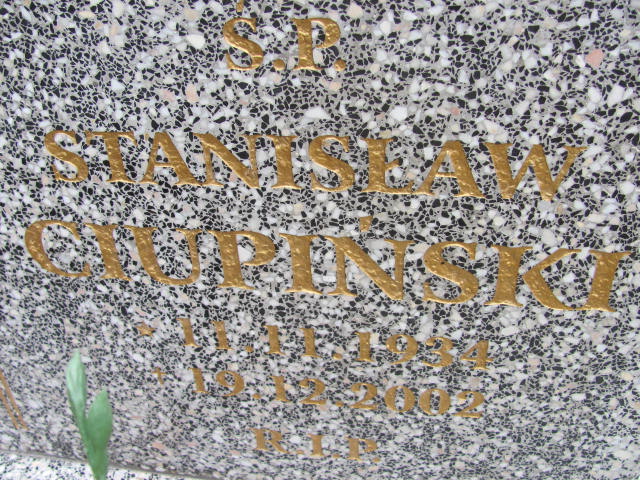 Ś.P.
STANISŁAW
CIUPIŃSKI
* 11.11.1934
+ 19.12.2002
R.I.P.